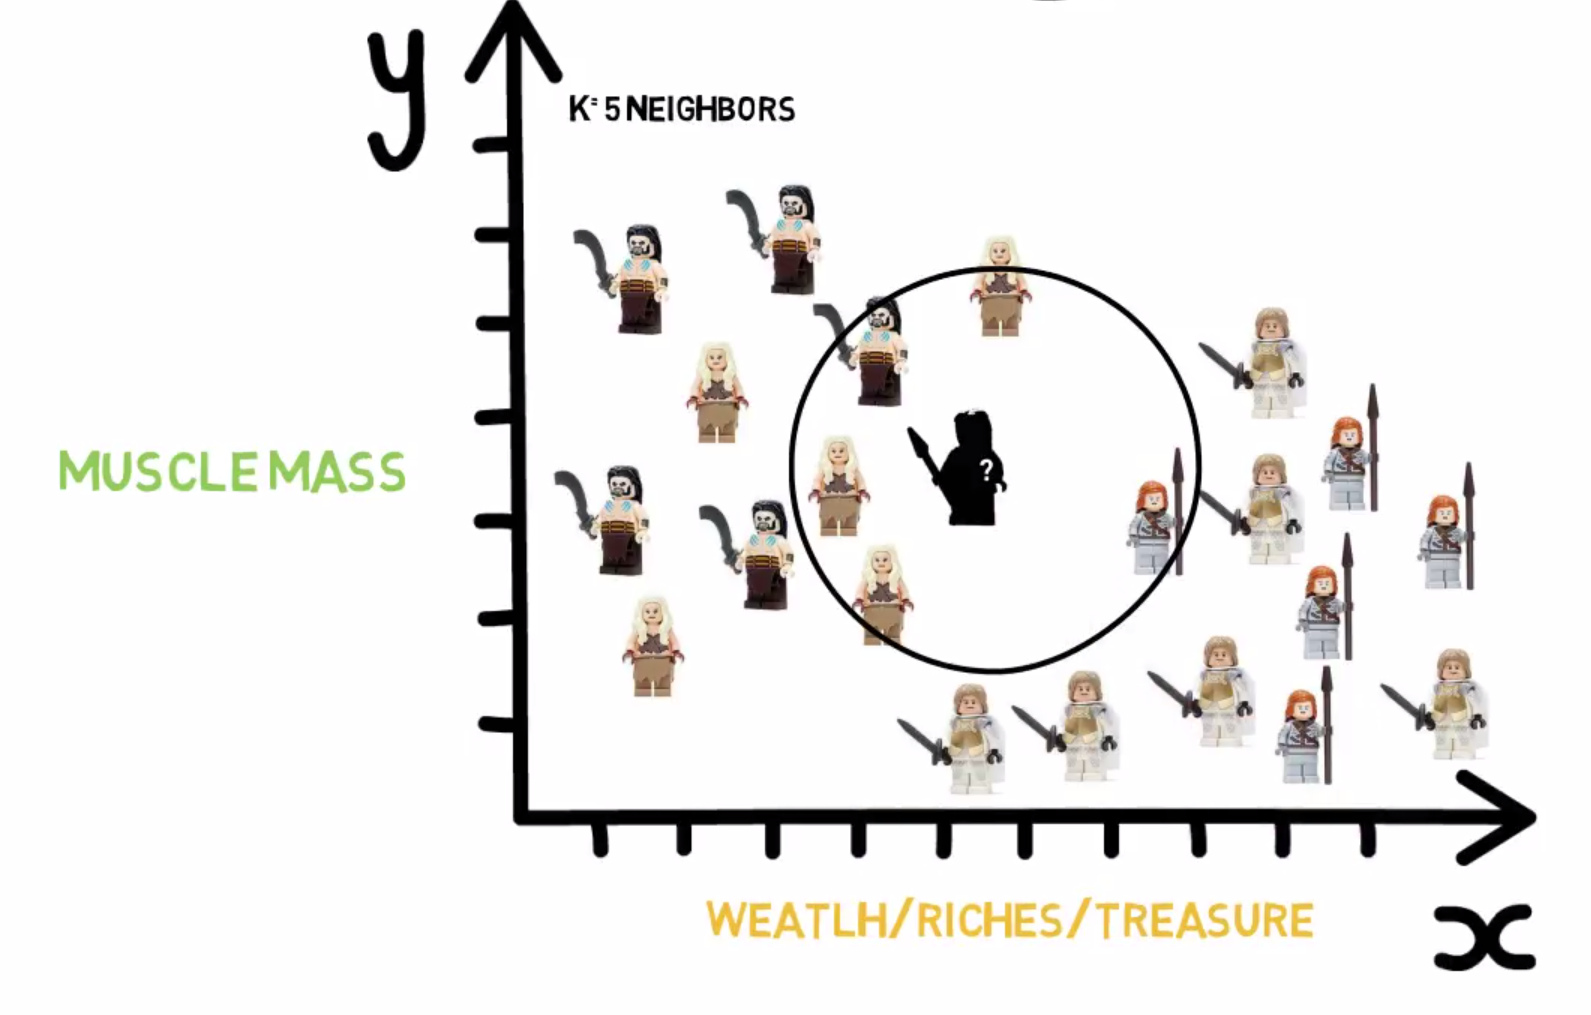 y
K=5 NEIGHBORS
?
MUSCLE MASS
WEATLH/RICHES/TREASURE
x